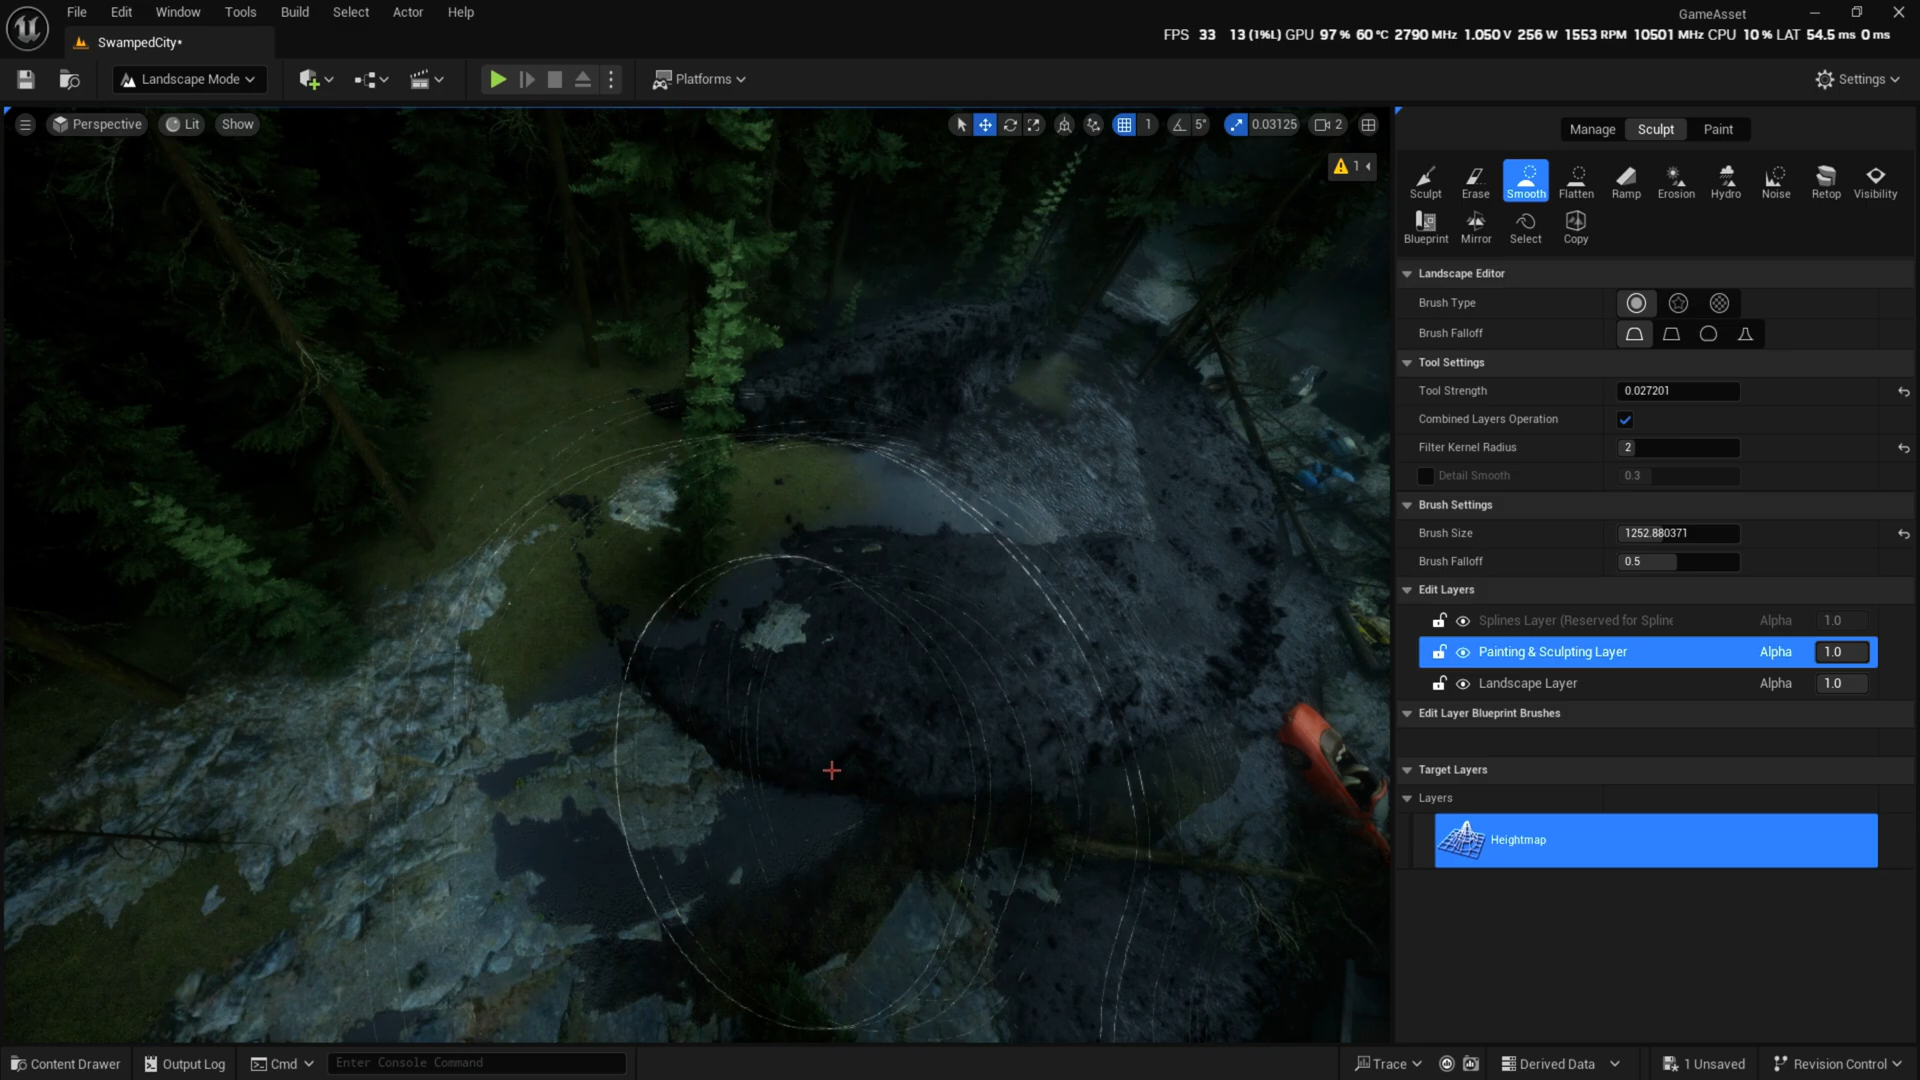 File Edit Window Tools Build Select Actor Help
GameAsset
SwampedCity*
FPS 33 13 (1%L) GPU 97 % 60 °C 2790 MHz 1.050 V 256 W 1553 RPM 10501 MHz CPU 10 % LAT 54.5 ms 0 ms
Landscape Mode
Platforms
Settings
Perspective Lit Show
1 5° 0.03125 2
1
Manage Sculpt Paint
Sculpt Erase Smooth Flatten Ramp Erosion Hydro Noise Retop Visibility
Blueprint Mirror Select Copy
Landscape Editor
Brush Type
Brush Falloff
Tool Settings
Tool Strength 0.027201
Combined Layers Operation
Filter Kernel Radius 2
Detail Smooth 0.3
Brush Settings
Brush Size 1252.880371
Brush Falloff 0.5
Edit Layers
Splines Layer (Reserved for Spline Alpha 1.0
Painting & Sculpting Layer Alpha 1.0
Landscape Layer Alpha 1.0
Edit Layer Blueprint Brushes
Target Layers
Layers
Heightmap
Content Drawer Output Log Cmd Enter Console Command Trace Derived Data 1 Unsaved Revision Control